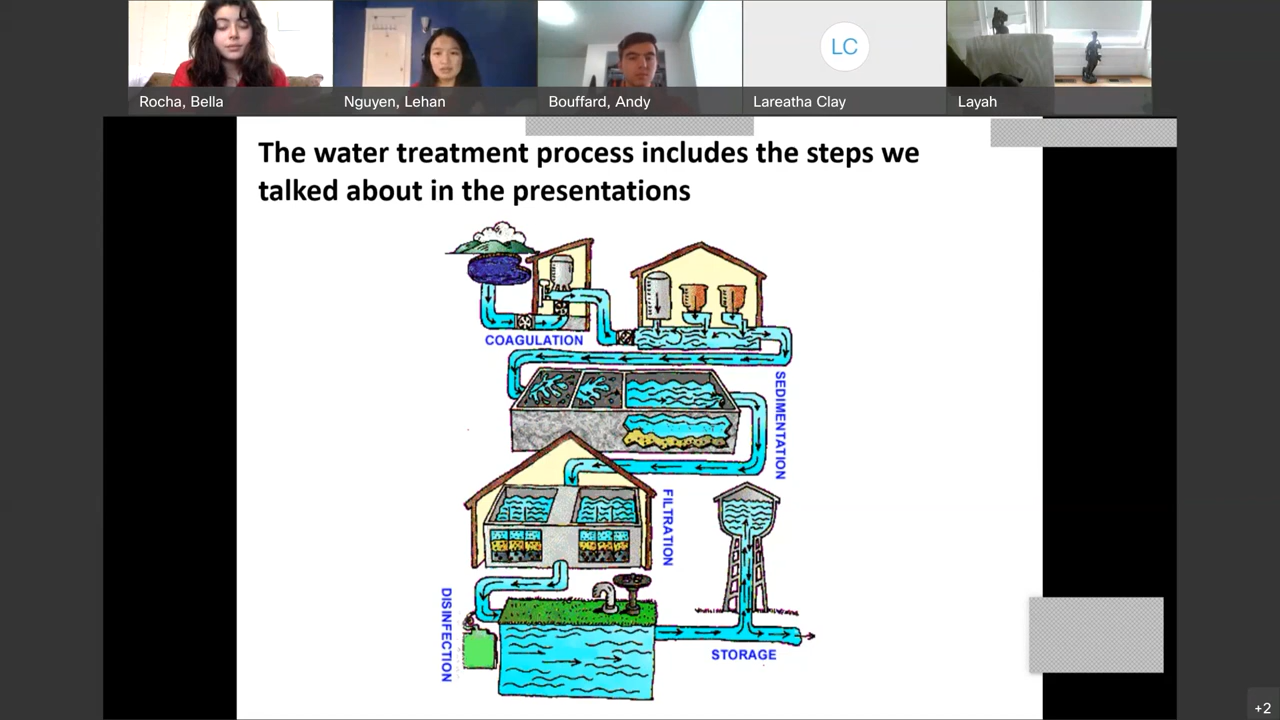 LC
Rocha, Bella
Nguyen, Lehan
Bouffard, Andy
Lareatha Clay
Layah
The water treatment process includes the steps we
talked about in the presentations
COAGULATION
SEDIMENTATION
FILTRATION
DISINFECTION
STORAGE
+2